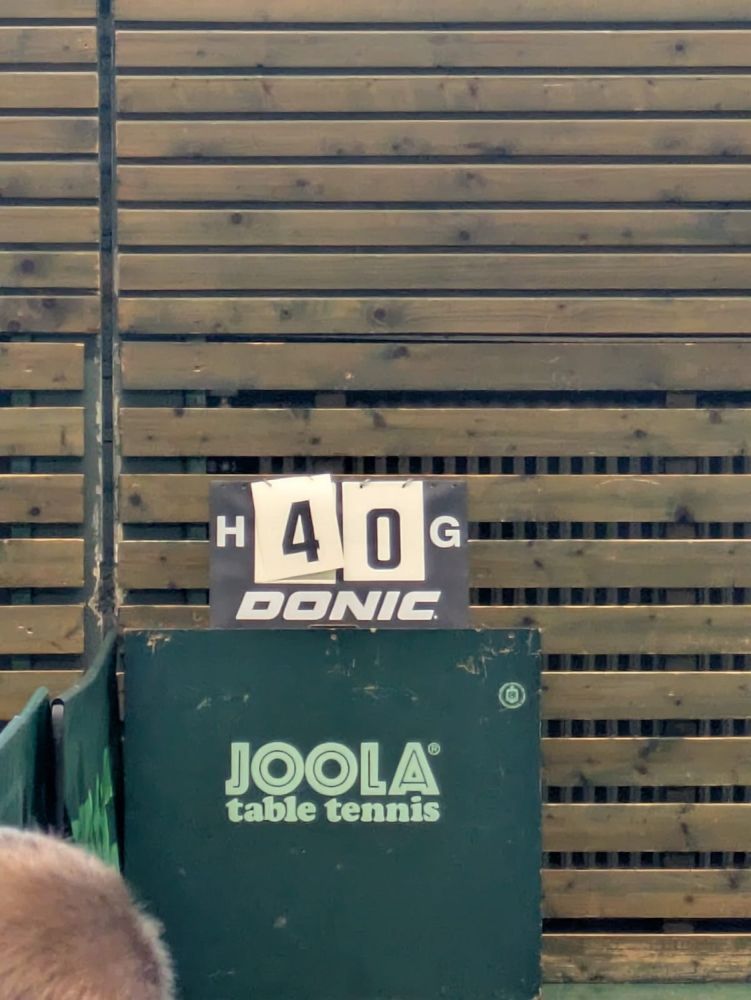 H 4 0 G
DONIC
JOOLA®
table tennis